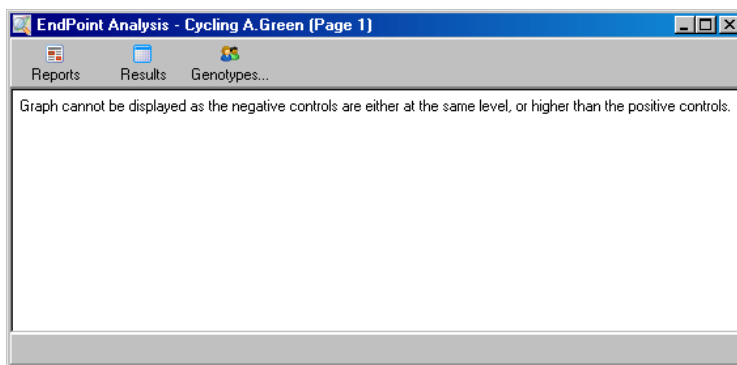 EndPoint Analysis - Cycling A.Green (Page 1)
Reports Results Genotypes...
Graph cannot be displayed as the negative controls are either at the same level, or higher than the positive controls.